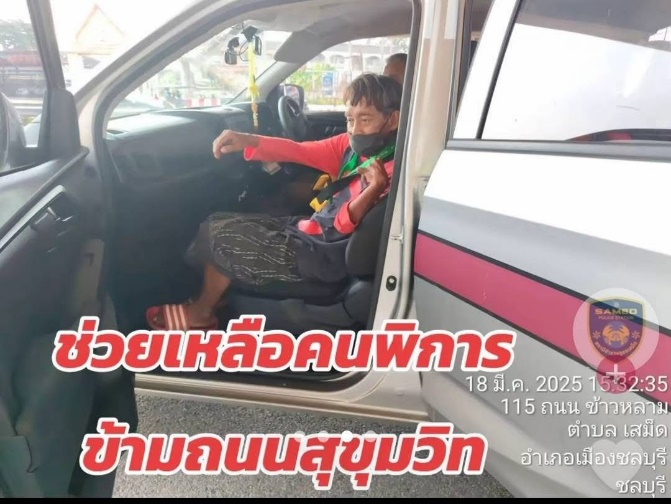 ช่วยเหลือคนพิการ
ข้ามถนนสุขุมวิท
SAMED
18 มี.ค. 2025 15:32:35
115 ถนน ข้าวหลาม
ตำบล เสม็ด
อำเภอเมืองชลบุรี
ชลบุรี